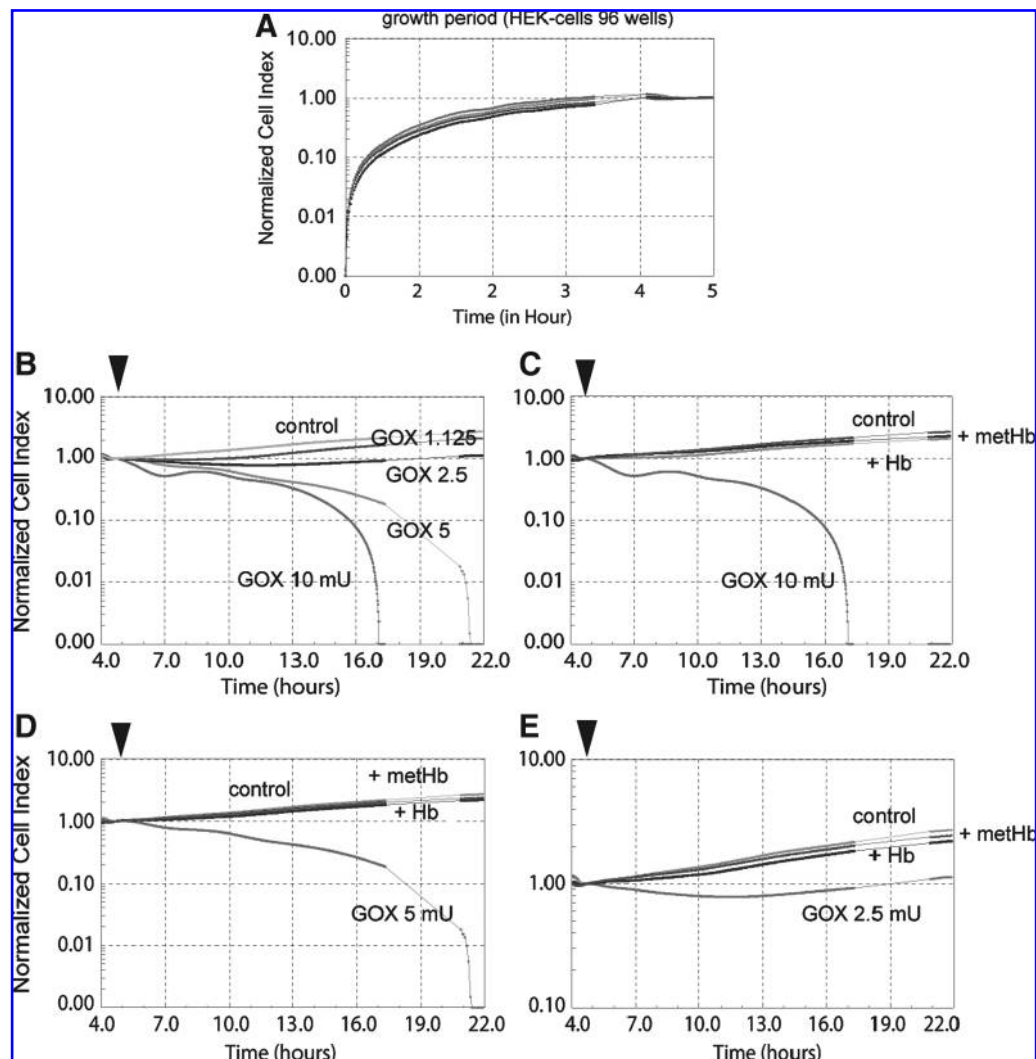 growth period (HEK-cells 96 wells)
A
Normalized Cell Index
10.00
1.00
0.10
0.01
0.00
0 2 2 3 4 5
Time (in Hour)
B
Normalized Cell Index
10.00
1.00
0.10
0.01
0.00
control
GOX 1.125
GOX 2.5
GOX 5
GOX 10 mU
4.0 7.0 10.0 13.0 16.0 19.0 22.0
Time (hours)
C
10.00
1.00
0.10
0.01
0.00
control
+ metHb
+ Hb
GOX 10 mU
4.0 7.0 10.0 13.0 16.0 19.0 22.0
Time (hours)
D
Normalized Cell Index
10.00
1.00
0.10
0.01
0.00
+ metHb
control
+ Hb
GOX 5 mU
4.0 7.0 10.0 13.0 16.0 19.0 22.0
Time (hours)
E
10.00
1.00
0.10
control
+ metHb
+ Hb
GOX 2.5 mU
4.0 7.0 10.0 13.0 16.0 19.0 22.0
Time (hours)